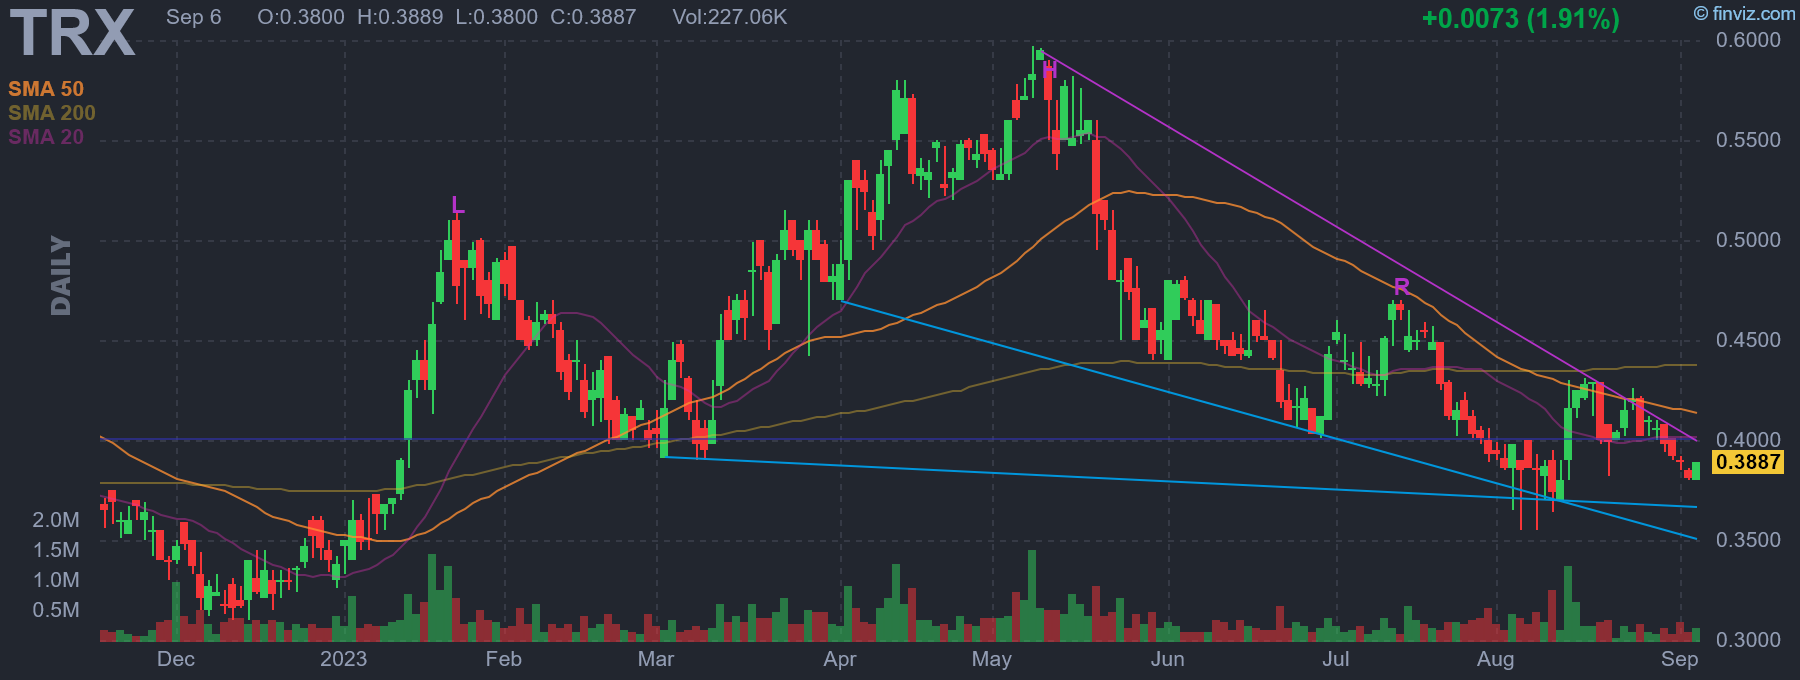 TRX Sep 6 O:0.3800 H:0.3889 L:0.3800 C:0.3887 Vol:227.06K +0.0073 (1.91%) © finviz.com
0.6000
SMA 50
SMA 200
SMA 20
H
0.5500
L
DAILY
0.5000
R
0.4500
0.4000
0.3887
2.0M
0.3500
1.5M
1.0M
0.5M
0.3000
Dec 2023 Feb Mar Apr May Jun Jul Aug Sep